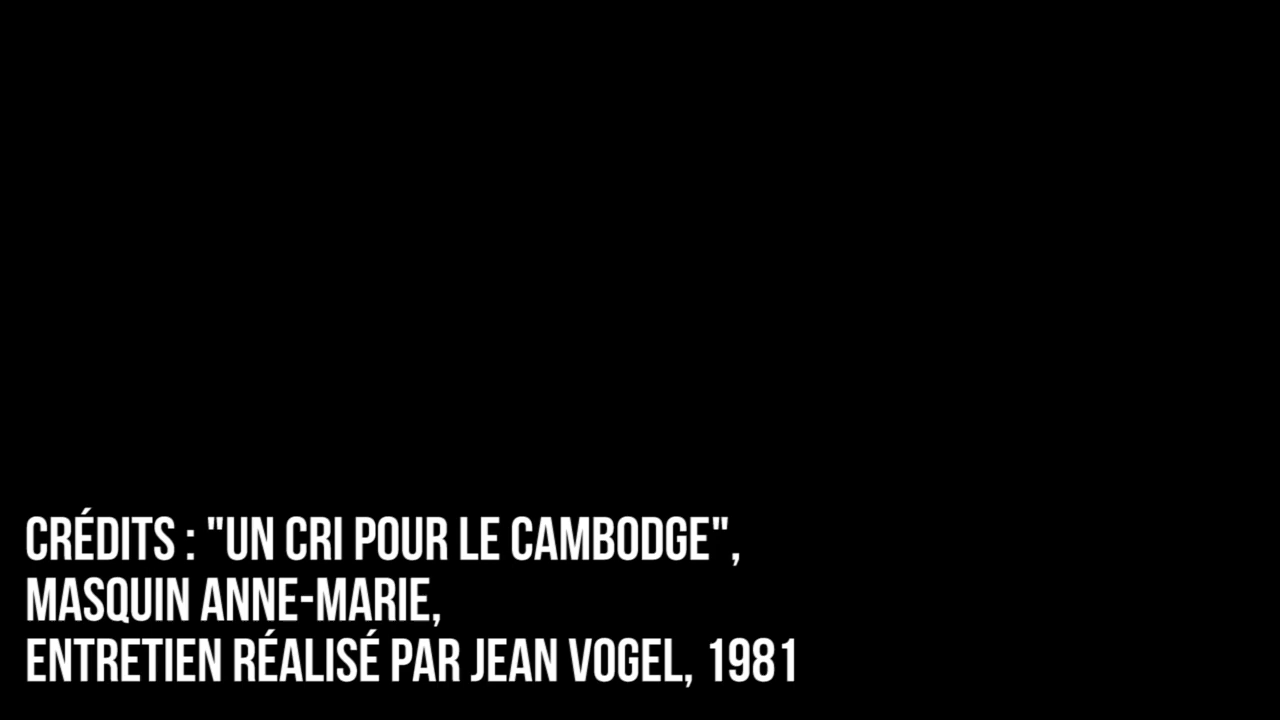 CRÉDITS : "UN CRI POUR LE CAMBODGE",
MASQUIN ANNE-MARIE,
ENTRETIEN RÉALISÉ PAR JEAN VOGEL, 1981